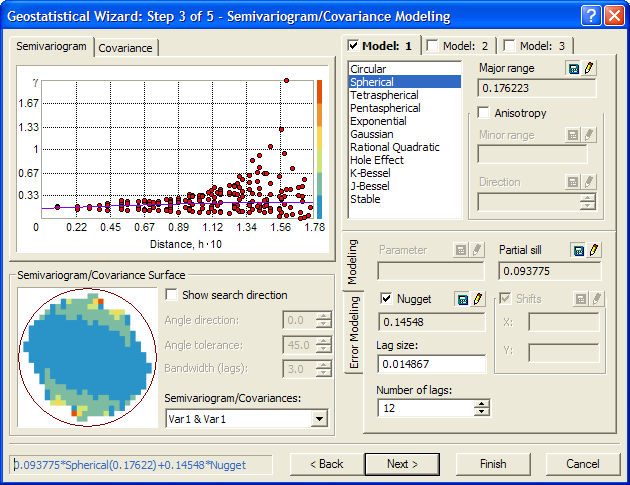 Geostatistical Wizard: Step 3 of 5 - Semivariogram/Covariance Modeling
Semivariogram Covariance
γ
1.67
1.33
1
0.67
0.33
0 0.22 0.45 0.67 0.89 1.12 1.34 1.56 1.78
Distance, h·10
Semivariogram/Covariance Surface
Show search direction
Angle direction: 0.0
Angle tolerance: 45.0
Bandwidth (lags): 3.0
Semivariogram/Covariances:
Var1 & Var1
Model: 1 Model: 2 Model: 3
Circular
Spherical
Tetraspherical
Pentaspherical
Exponential
Gaussian
Rational Quadratic
Hole Effect
K-Bessel
J-Bessel
Stable
Major range
0.176223
Anisotropy
Minor range
Direction
Modeling
Error Modeling
Parameter
Partial sill
0.093775
Nugget
0.14548
Shifts
X:
Y:
Lag size:
0.014867
Number of lags:
12
0.093775*Spherical(0.17622)+0.14548*Nugget
< Back Next > Finish Cancel